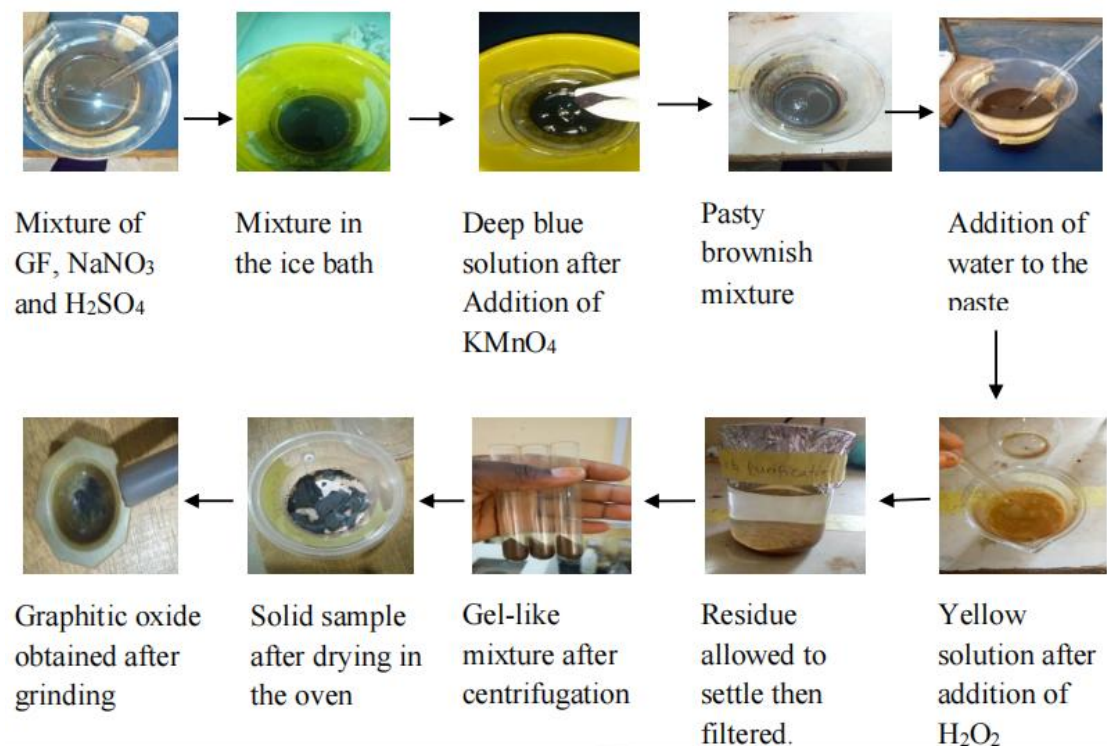 Mixture of
GF, NaNO₃
and H₂SO₄
Mixture in
the ice bath
Deep blue
solution after
Addition of
KMnO₄
Pasty
brownish
mixture
Addition of
water to the
paste
Graphitic oxide
obtained after
grinding
Solid sample
after drying in
the oven
Gel-like
mixture after
centrifugation
Residue
allowed to
settle then
filtered.
Yellow
solution after
addition of
H₂O₂